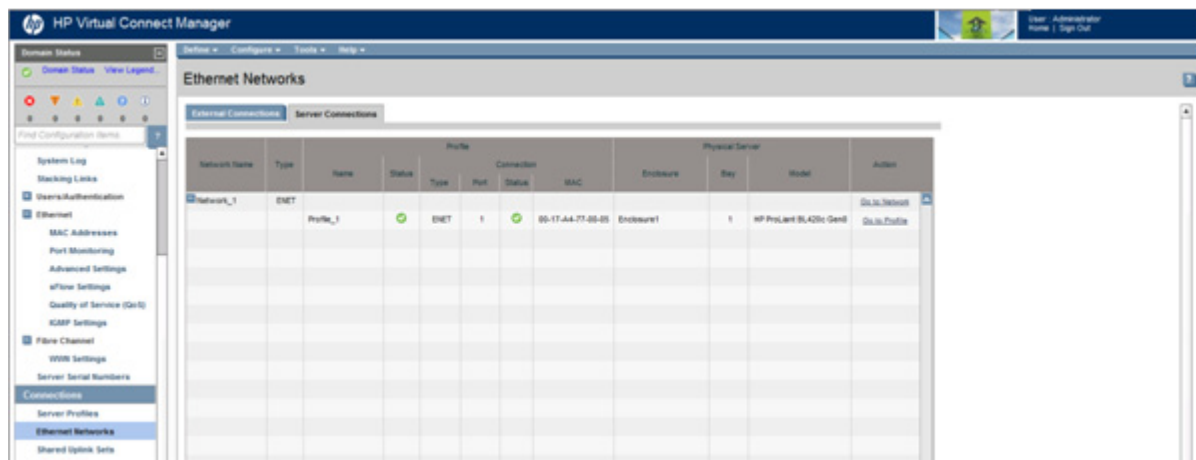 HP Virtual Connect Manager
User: Administrator
Home | Sign Out
Domain Status
Define Configure Tools Help
Domain Status View Legend...
Ethernet Networks
0 0 0 0 0 0
External Connections Server Connections
Find Configuration Items
System Log
Stacking Links
Users/Authentication
Ethernet
MAC Addresses
Port Monitoring
Advanced Settings
sFlow Settings
Quality of Service (QoS)
IGMP Settings
Fibre Channel
WWN Settings
Server Serial Numbers
Connections
Server Profiles
Ethernet Networks
Shared Uplink Sets
Profile Physical Server
Network Name Type Name Status Connection Enclosure Bay Model Action
Type Port Status MAC
Network_1 ENET Go to Network
Profile_1 ENET 1 00-17-A4-77-00-05 Enclosure1 1 HP ProLiant BL420c Gen8 Go to Profile